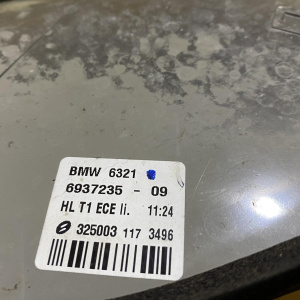 BMW 6321
6937235 - 09
HL T1 ECE li. 11:24
325003 117 3496